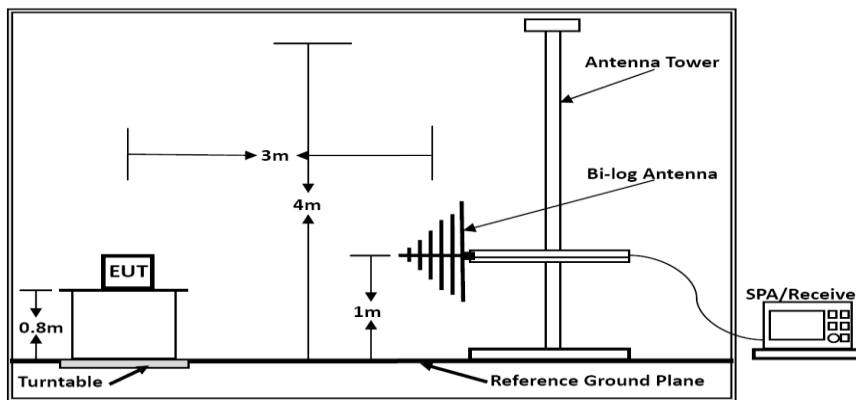 Antenna Tower
3m
Bi-log Antenna
4m
EUT
0.8m
1m
SPA/Receive
Turntable
Reference Ground Plane